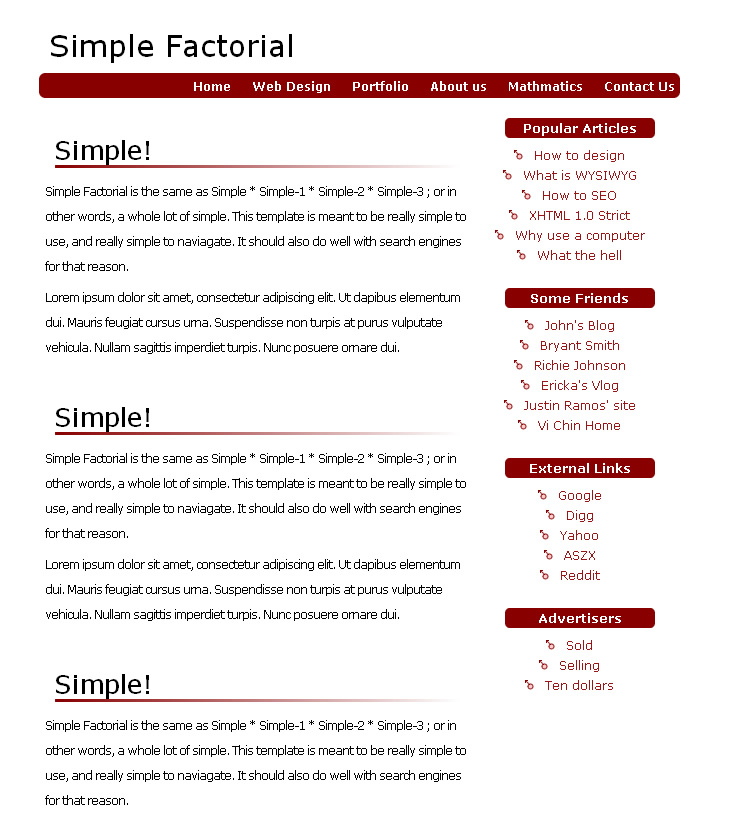 Simple Factorial
Home Web Design Portfolio About us Mathmatics Contact Us
Simple!
Simple Factorial is the same as Simple * Simple-1 * Simple-2 * Simple-3 ; or in
other words, a whole lot of simple. This template is meant to be really simple to
use, and really simple to naviagate. It should also do well with search engines
for that reason.
Lorem ipsum dolor sit amet, consectetur adipiscing elit. Ut dapibus elementum
dui. Mauris feugiat cursus urna. Suspendisse non turpis at purus vulputate
vehicula. Nullam sagittis imperdiet turpis. Nunc posuere ornare dui.
Simple!
Simple Factorial is the same as Simple * Simple-1 * Simple-2 * Simple-3 ; or in
other words, a whole lot of simple. This template is meant to be really simple to
use, and really simple to naviagate. It should also do well with search engines
for that reason.
Lorem ipsum dolor sit amet, consectetur adipiscing elit. Ut dapibus elementum
dui. Mauris feugiat cursus urna. Suspendisse non turpis at purus vulputate
vehicula. Nullam sagittis imperdiet turpis. Nunc posuere ornare dui.
Simple!
Simple Factorial is the same as Simple * Simple-1 * Simple-2 * Simple-3 ; or in
other words, a whole lot of simple. This template is meant to be really simple to
use, and really simple to naviagate. It should also do well with search engines
for that reason.
Popular Articles
How to design
What is WYSIWYG
How to SEO
XHTML 1.0 Strict
Why use a computer
What the hell
Some Friends
John's Blog
Bryant Smith
Richie Johnson
Ericka's Vlog
Justin Ramos' site
Vi Chin Home
External Links
Google
Digg
Yahoo
ASZX
Reddit
Advertisers
Sold
Selling
Ten dollars